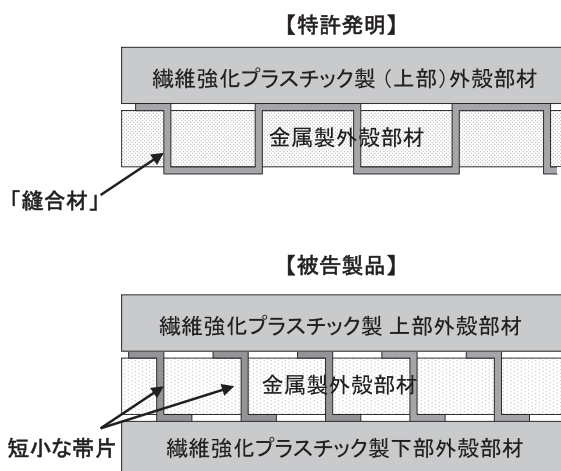 【特許発明】
繊維強化プラスチック製（上部）外殻部材
金属製外殻部材
「縫合材」
【被告製品】
繊維強化プラスチック製 上部外殻部材
金属製外殻部材
短小な帯片
繊維強化プラスチック製下部外殻部材